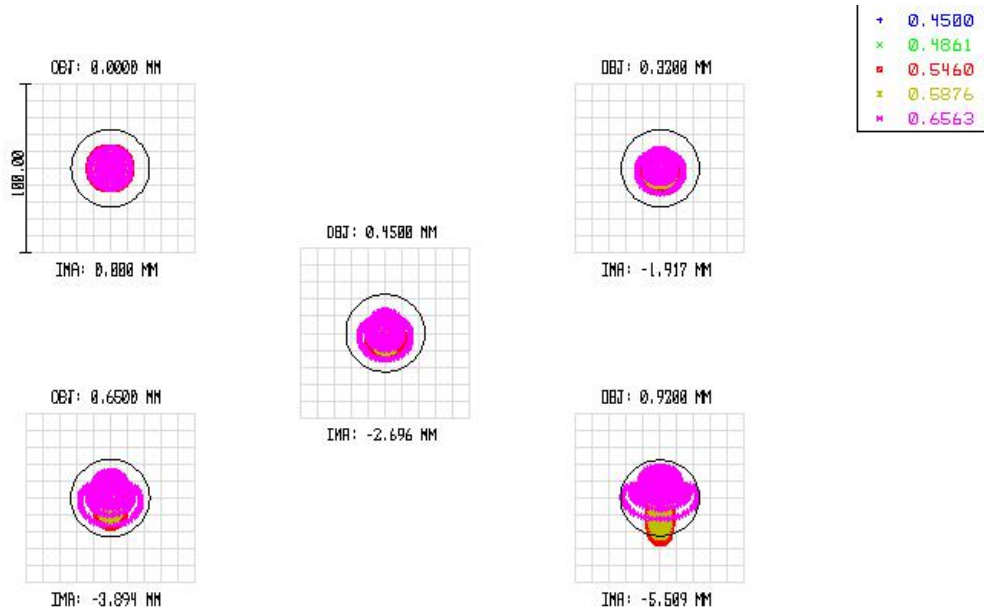 0.4500
0.4861
0.5460
0.5876
0.6563
OBJ: 0.0000 MM
OBJ: 0.3200 MM
100.00
IMA: 0.000 MM
IMA: -1.917 MM
OBJ: 0.4500 MM
IMA: -2.696 MM
OBJ: 0.6500 MM
OBJ: 0.9200 MM
IMA: -3.894 MM
IMA: -5.509 MM